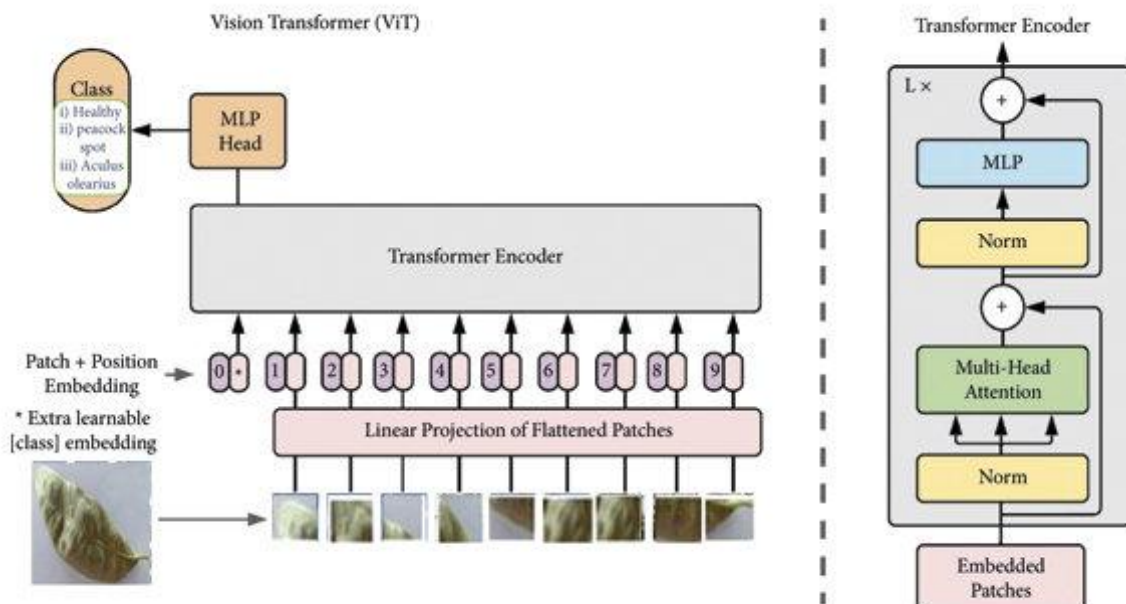 Vision Transformer (ViT)
Class
i) Healthy
ii) peacock
spot
iii) Aculus
olearius
MLP
Head
Transformer Encoder
Patch + Position
Embedding
0 * 1 2 3 4 5 6 7 8 9
* Extra learnable
[class] embedding
Linear Projection of Flattened Patches
Transformer Encoder
L ×
+
MLP
Norm
+
Multi-Head
Attention
Norm
Embedded
Patches